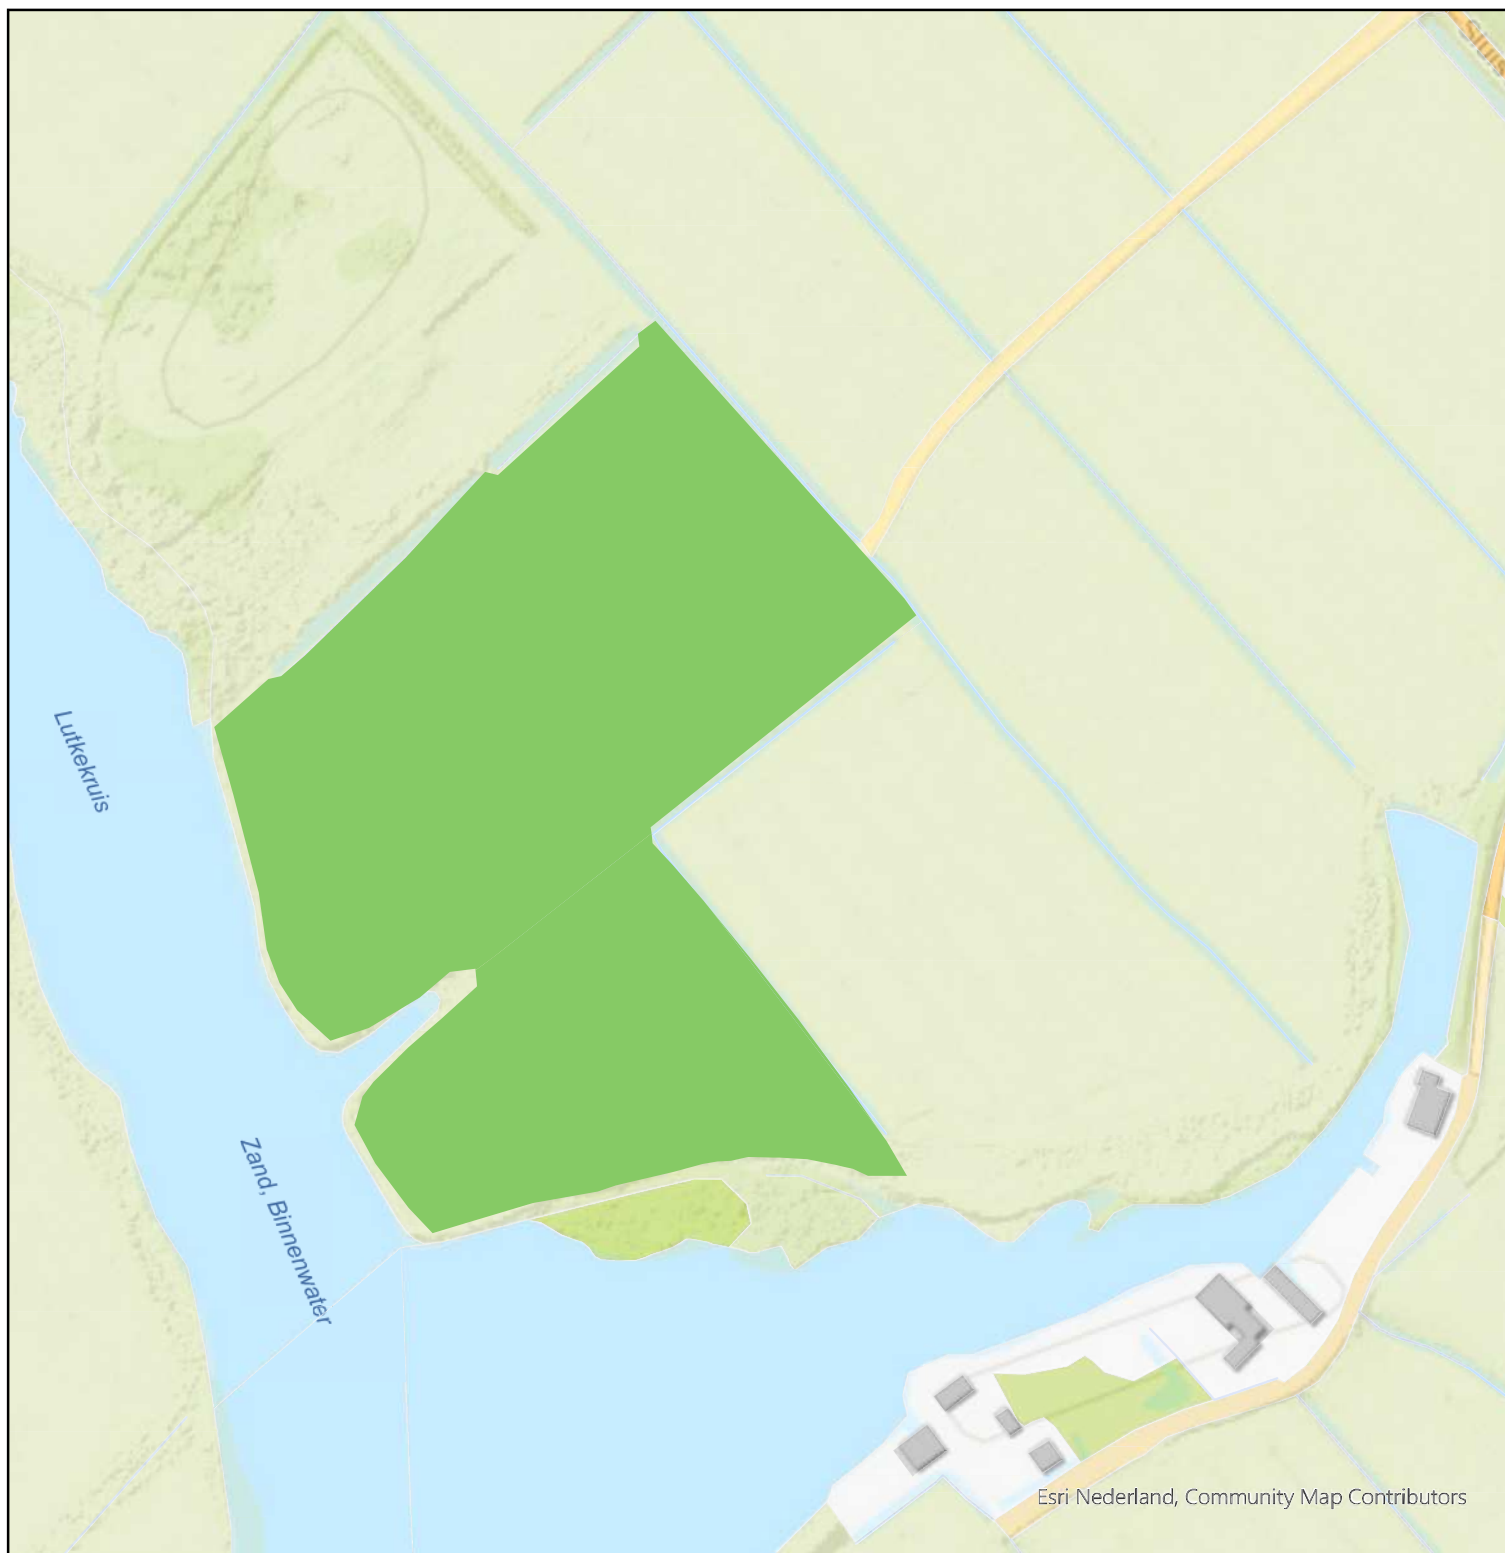 Lutkekruis
Zand, Binnenwater
Esri Nederland, Community Map Contributors